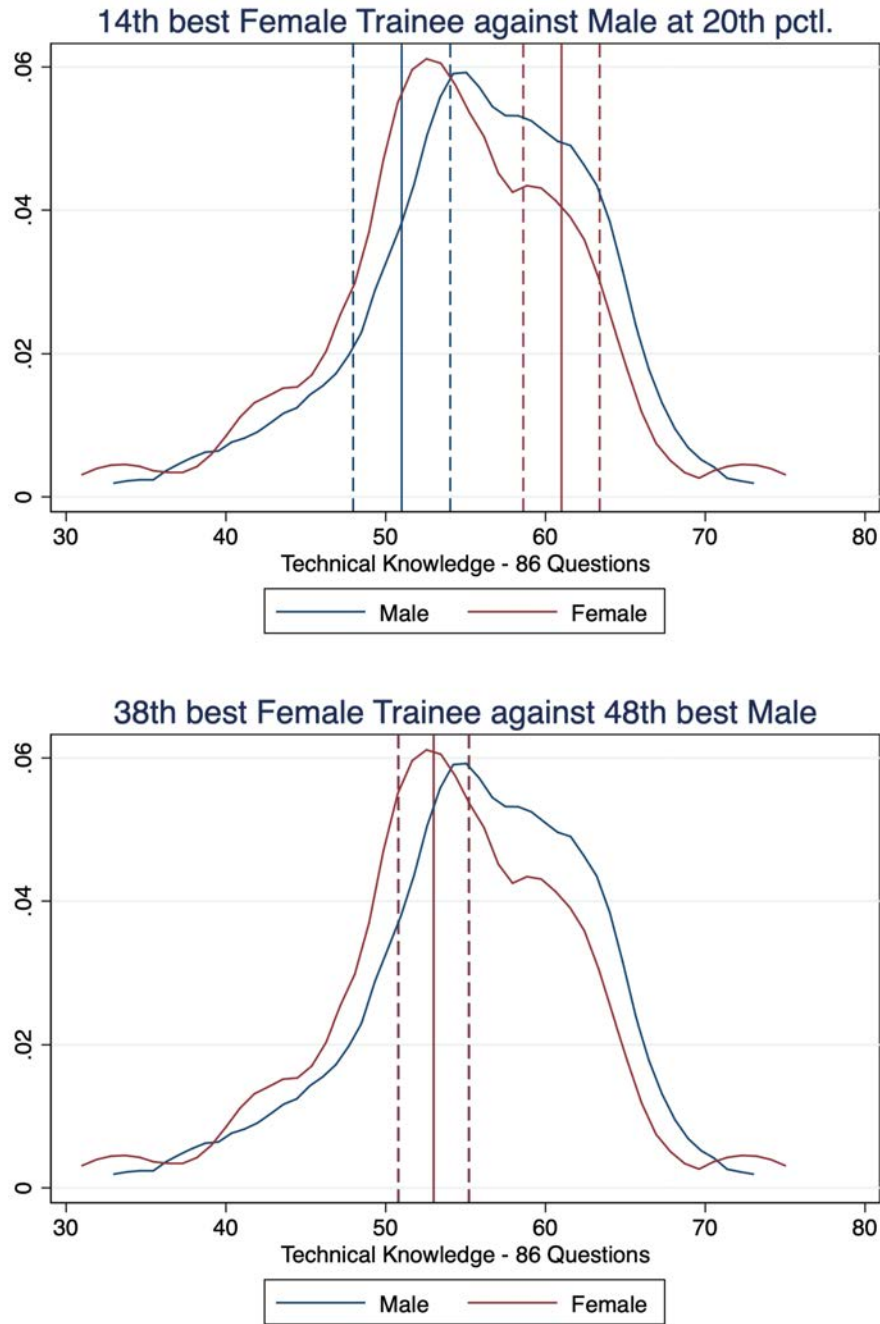 14th best Female Trainee against Male at 20th pctl.
.06
.04
.02
0
30 40 50 60 70 80
Technical Knowledge - 86 Questions
Male Female
38th best Female Trainee against 48th best Male
.06
.04
.02
0
30 40 50 60 70 80
Technical Knowledge - 86 Questions
Male Female